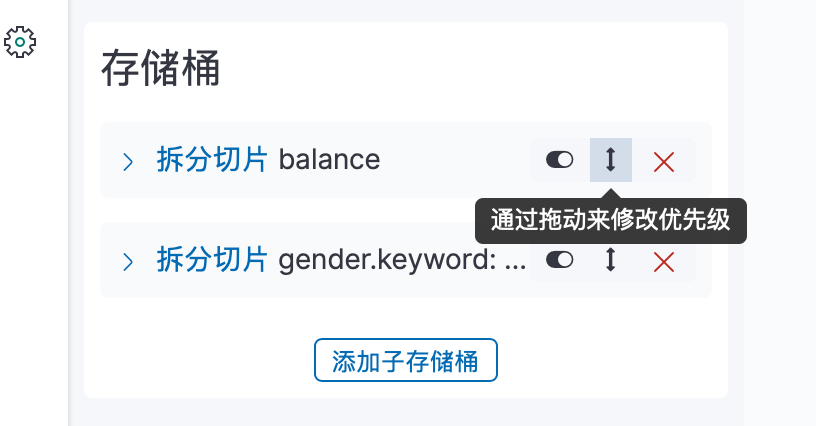 存储桶
拆分切片 balance
通过拖动来修改优先级
拆分切片 gender.keyword: ...
添加子存储桶